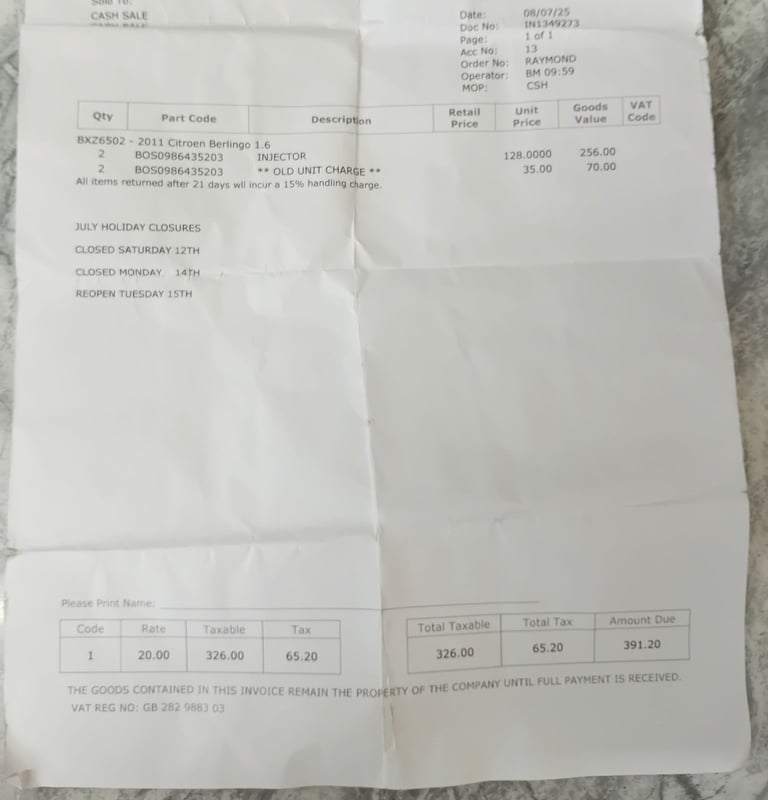 Sold To:
CASH SALE
CASH SALE
Date: 08/07/25
Doc No: IN1349273
Page: 1 of 1
Acc No: 13
Order No: RAYMOND
Operator: BM 09:59
MOP: CSH
Qty Part Code Description Retail Price Unit Price Goods Value VAT Code
BXZ6502 - 2011 Citroen Berlingo 1.6
2 BOS0986435203 INJECTOR 128.0000 256.00
2 BOS0986435203 ** OLD UNIT CHARGE ** 35.00 70.00
All items returned after 21 days wll incur a 15% handling charge.
JULY HOLIDAY CLOSURES
CLOSED SATURDAY 12TH
CLOSED MONDAY 14TH
REOPEN TUESDAY 15TH
Please Print Name:
Code Rate Taxable Tax
1 20.00 326.00 65.20
Total Taxable Total Tax Amount Due
326.00 65.20 391.20
THE GOODS CONTAINED IN THIS INVOICE REMAIN THE PROPERTY OF THE COMPANY UNTIL FULL PAYMENT IS RECEIVED.
VAT REG NO: GB 282 9883 03